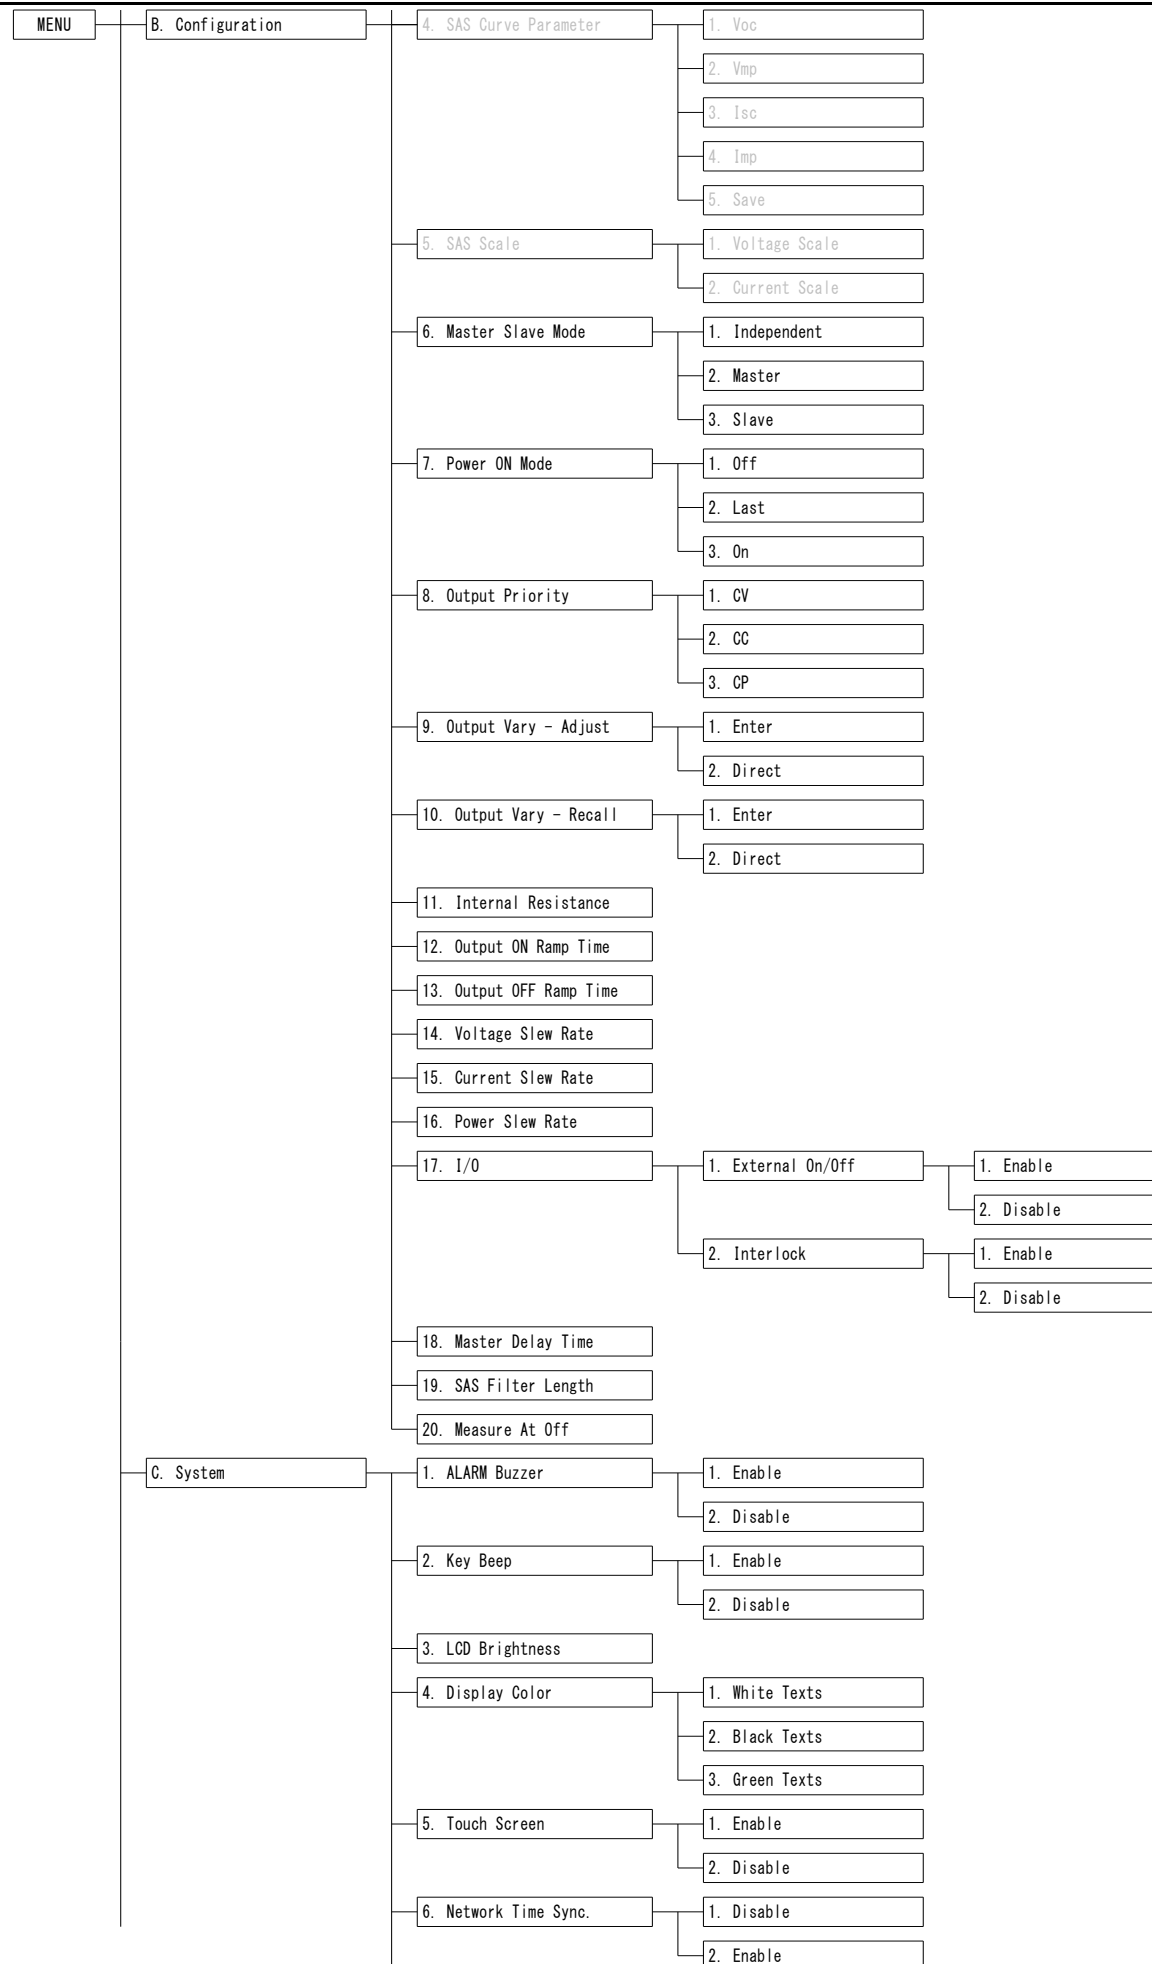 MENU
B. Configuration
4. SAS Curve Parameter
1. Voc
2. Vmp
3. Isc
4. Imp
5. Save
5. SAS Scale
1. Voltage Scale
2. Current Scale
6. Master Slave Mode
1. Independent
2. Master
3. Slave
7. Power ON Mode
1. Off
2. Last
3. On
8. Output Priority
1. CV
2. CC
3. CP
9. Output Vary - Adjust
1. Enter
2. Direct
10. Output Vary - Recall
1. Enter
2. Direct
11. Internal Resistance
12. Output ON Ramp Time
13. Output OFF Ramp Time
14. Voltage Slew Rate
15. Current Slew Rate
16. Power Slew Rate
17. I/O
1. External On/Off
1. Enable
2. Disable
2. Interlock
1. Enable
2. Disable
18. Master Delay Time
19. SAS Filter Length
20. Measure At Off
C. System
1. ALARM Buzzer
1. Enable
2. Disable
2. Key Beep
1. Enable
2. Disable
3. LCD Brightness
4. Display Color
1. White Texts
2. Black Texts
3. Green Texts
5. Touch Screen
1. Enable
2. Disable
6. Network Time Sync.
1. Disable
2. Enable